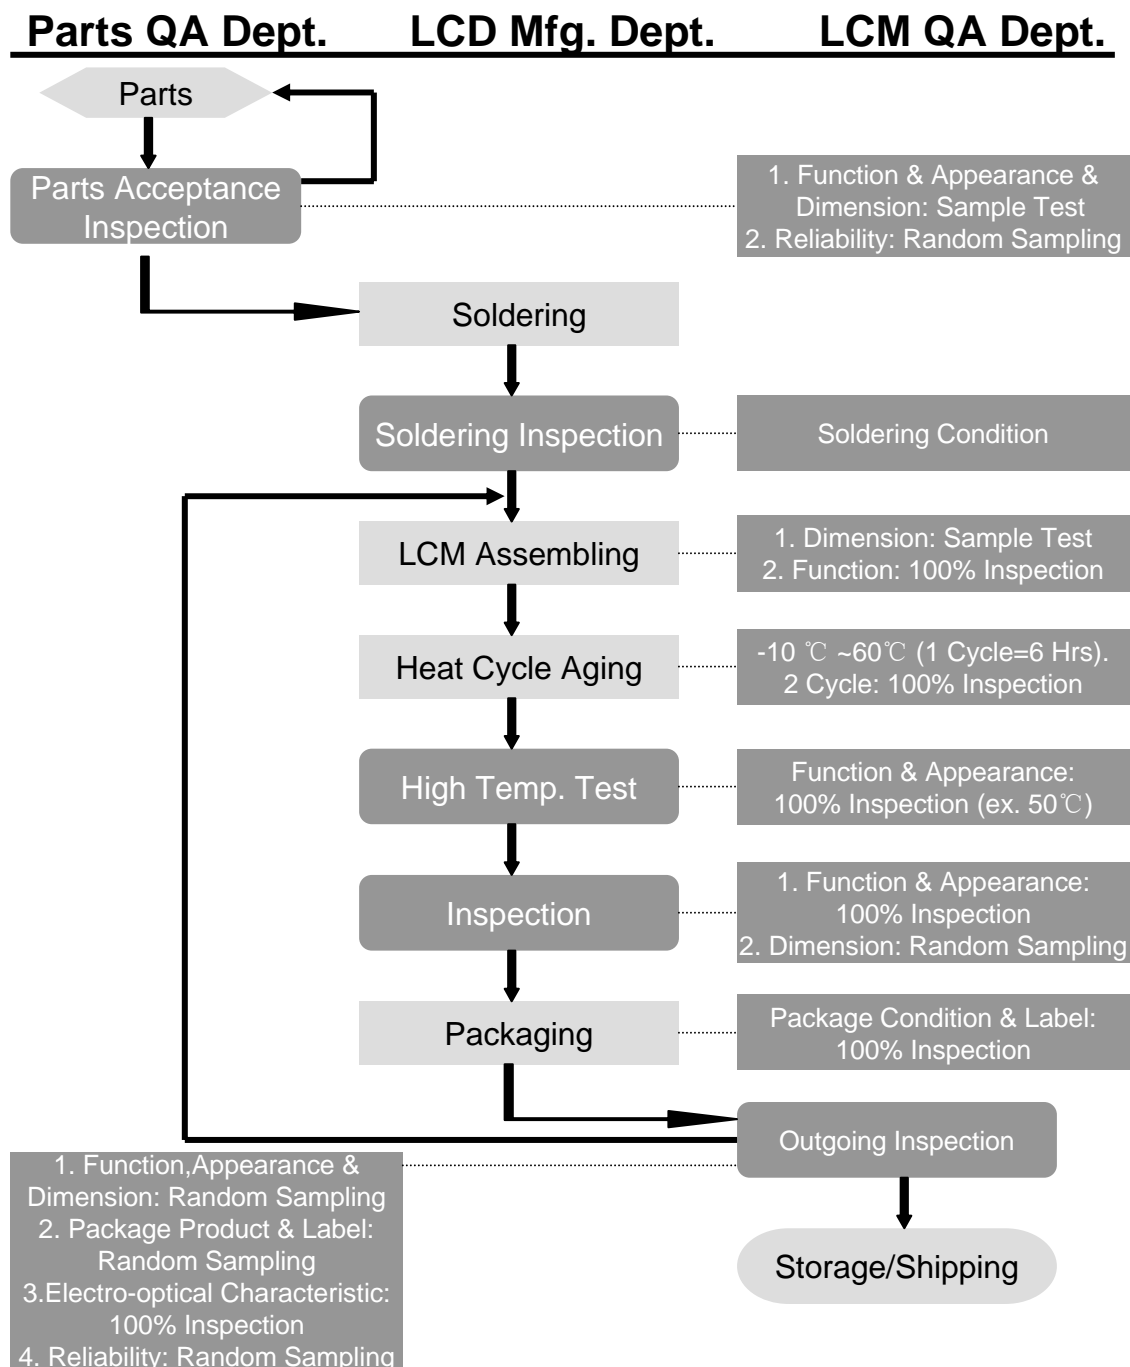 Parts QA Dept.
LCD Mfg. Dept.
LCM QA Dept.
Parts
Parts Acceptance
Inspection
1. Function & Appearance &
Dimension: Sample Test
2. Reliability: Random Sampling
Soldering
Soldering Inspection
Soldering Condition
LCM Assembling
1. Dimension: Sample Test
2. Function: 100% Inspection
Heat Cycle Aging
-10 ℃ ~60℃ (1 Cycle=6 Hrs).
2 Cycle: 100% Inspection
High Temp. Test
Function & Appearance:
100% Inspection (ex. 50℃)
Inspection
1. Function & Appearance:
100% Inspection
2. Dimension: Random Sampling
Packaging
Package Condition & Label:
100% Inspection
Outgoing Inspection
1. Function,Appearance &
Dimension: Random Sampling
2. Package Product & Label:
Random Sampling
3.Electro-optical Characteristic:
100% Inspection
4. Reliability: Random Sampling
Storage/Shipping